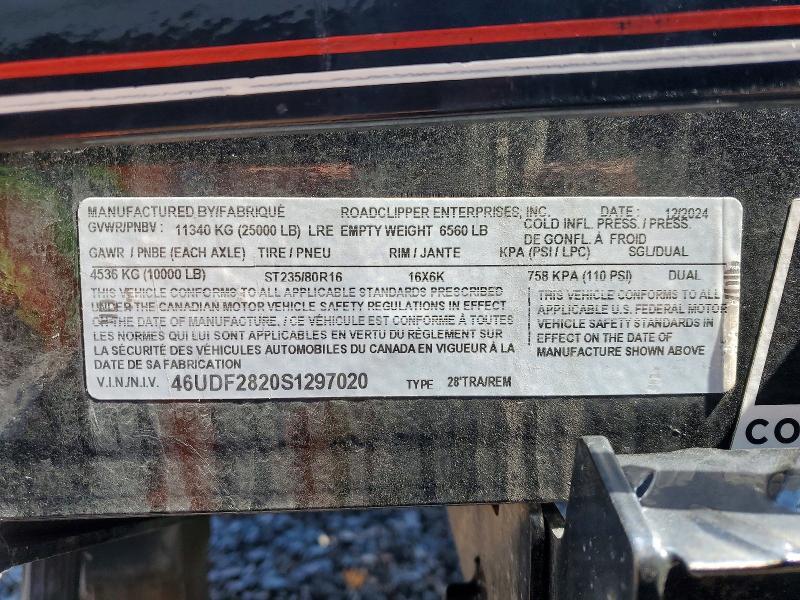 MANUFACTURED BY/FABRIQUÉ ROADCLIPPER ENTERPRISES, INC. DATE: 12/2024
GVWR/PNBV: 11340 KG (25000 LB) LRE EMPTY WEIGHT 6560 LB COLD INFL. PRESS./ PRESS. DE GONFL. À FROID
GAWR / PNBE (EACH AXLE) TIRE / PNEU RIM / JANTE KPA (PSI / LPC) SGL/DUAL
4536 KG (10000 LB) ST235/80R16 16X6K 758 KPA (110 PSI) DUAL
THIS VEHICLE CONFORMS TO ALL APPLICABLE STANDARDS PRESCRIBED
UNDER THE CANADIAN MOTOR VEHICLE SAFETY REGULATIONS IN EFFECT
ON THE DATE OF MANUFACTURE. / CE VÉHICULE EST CONFORME À TOUTES
LES NORMES QUI LUI SONT APPLICABLES EN VERTU DU RÈGLEMENT SUR
LA SÉCURITÉ DES VÉHICULES AUTOMOBILES DU CANADA EN VIGUEUR À LA
DATE DE SA FABRICATION
THIS VEHICLE CONFORMS TO ALL
APPLICABLE U.S. FEDERAL MOTOR
VEHICLE SAFETY STANDARDS IN
EFFECT ON THE DATE OF
MANUFACTURE SHOWN ABOVE
V.I.N./N.I.V. 46UDF2820S1297020 TYPE 28'TRA/REM
CO